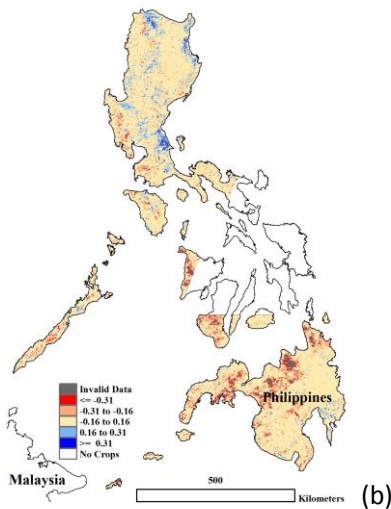 Philippines
Invalid Data
<= -0.31
-0.31 to -0.16
-0.16 to 0.16
0.16 to 0.31
>= 0.31
No Crops
Malaysia
500
Kilometers
(b)